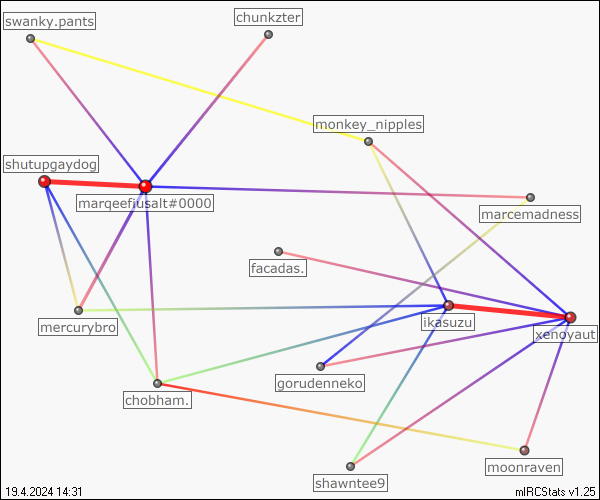 swanky.pants
chunkzter
monkey_nipples
shutupgaydog
marqeefiusalt#0000
marcemadness
facadas.
mercurybro
ikasuzu
xenoyaut
gorudenneko
chobham.
moonraven
shawntee9
19.4.2024 14:31
mIRCStats v1.25